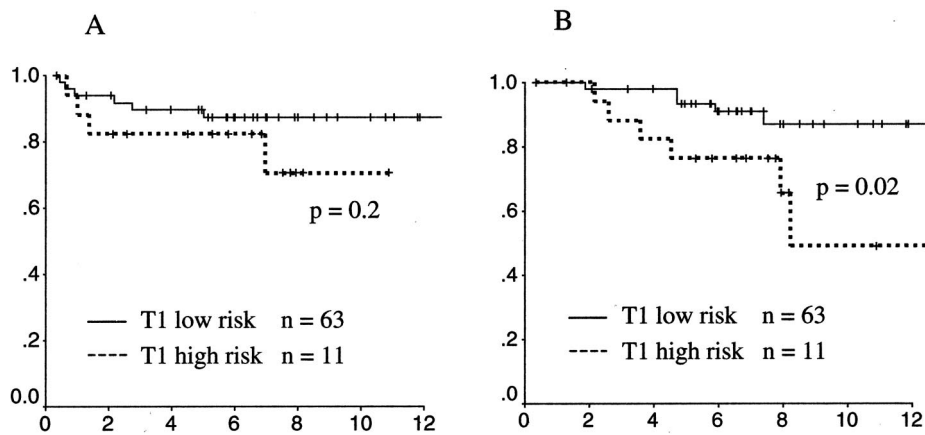 A
1.0
.8
.6
.4
.2
0.0
p = 0.2
T1 low risk n = 63
T1 high risk n = 11
0 2 4 6 8 10 12
B
1.0
.8
.6
.4
.2
0.0
p = 0.02
T1 low risk n = 63
T1 high risk n = 11
0 2 4 6 8 10 12